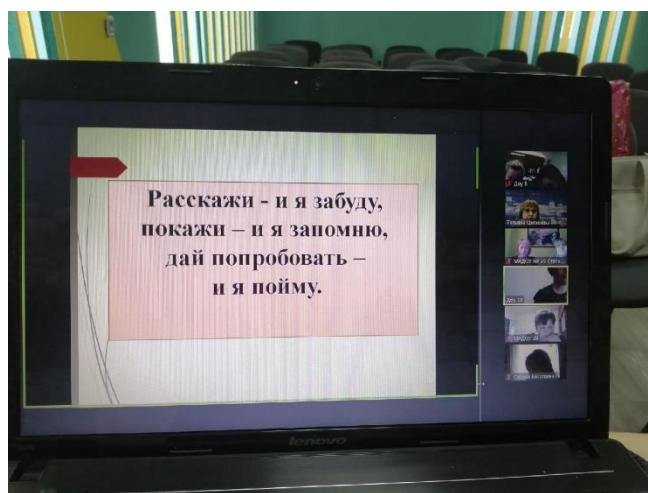 Расскажи - и я забуду,
покажи – и я запомню,
дай попробовать –
и я пойму.
lenovo